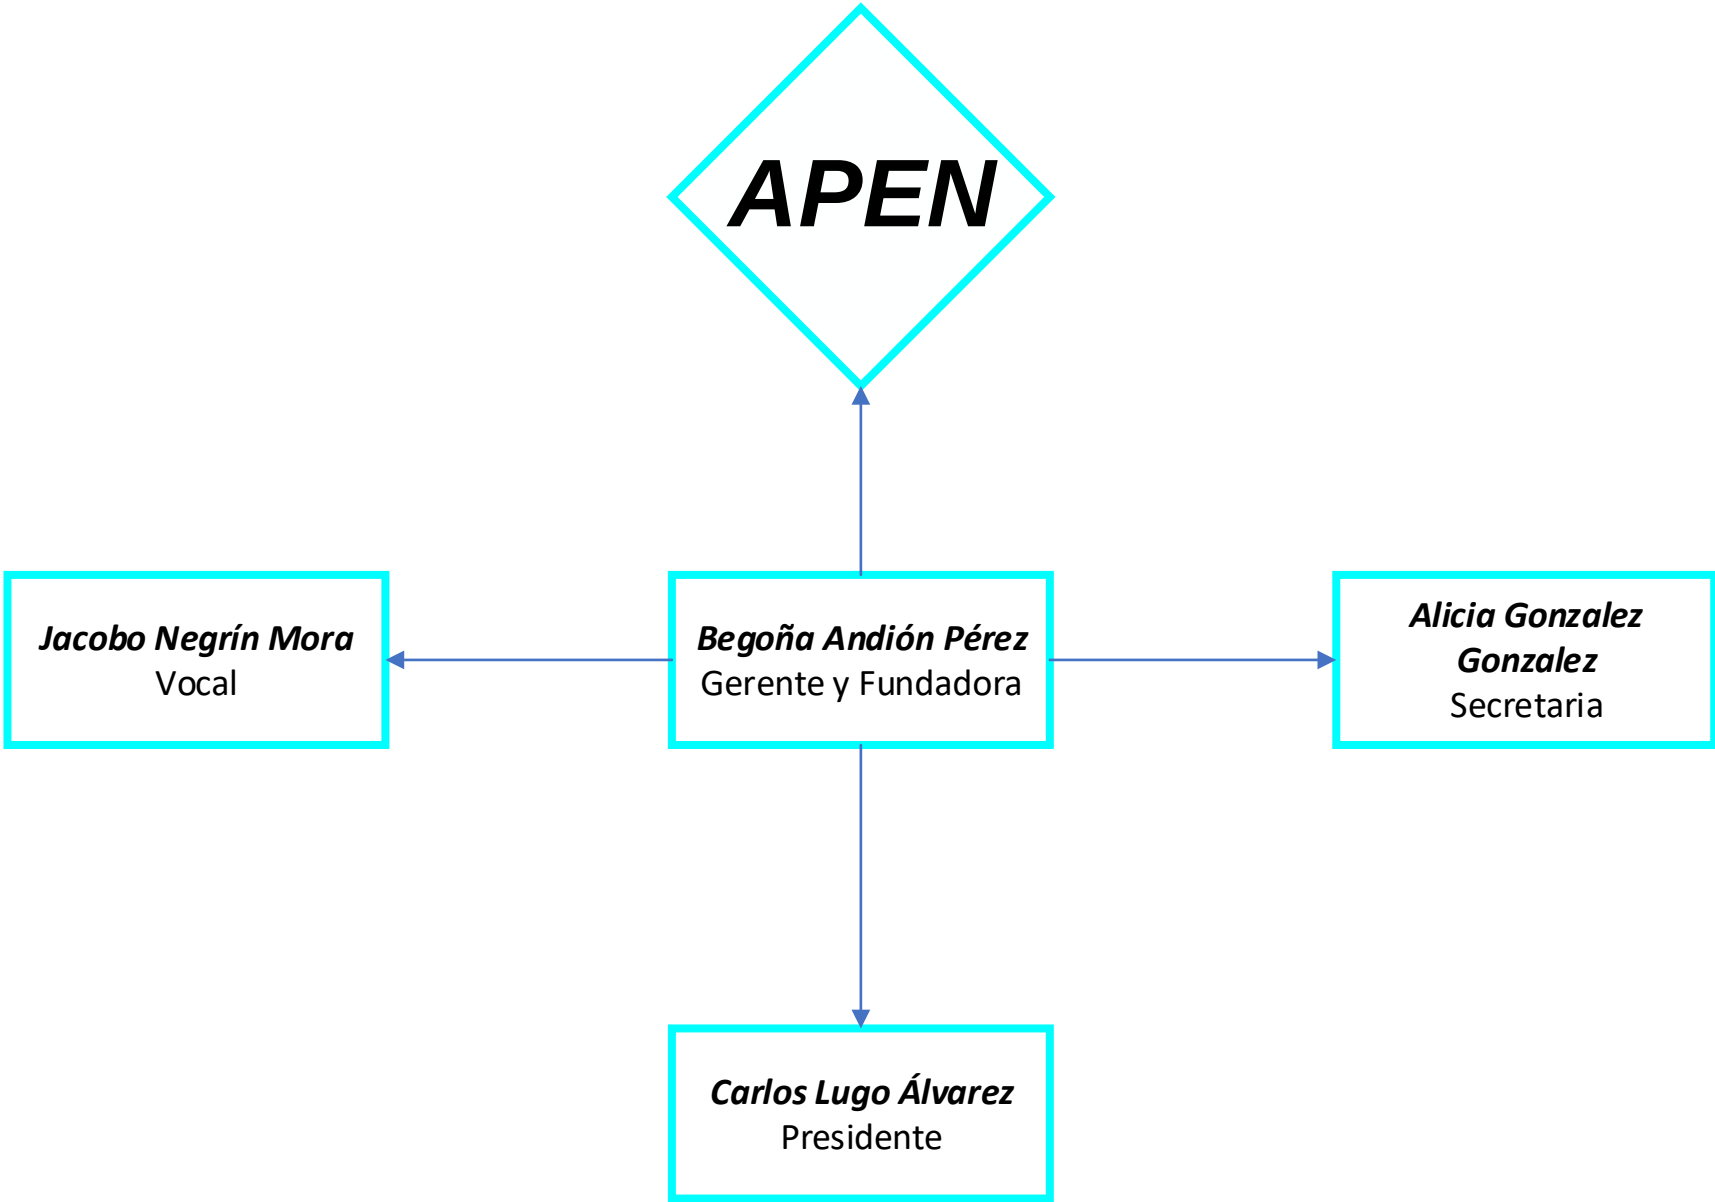 APEN
Jacobo Negrín Mora
Vocal
Begoña Andión Pérez
Gerente y Fundadora
Alicia Gonzalez
Gonzalez
Secretaria
Carlos Lugo Álvarez
Presidente